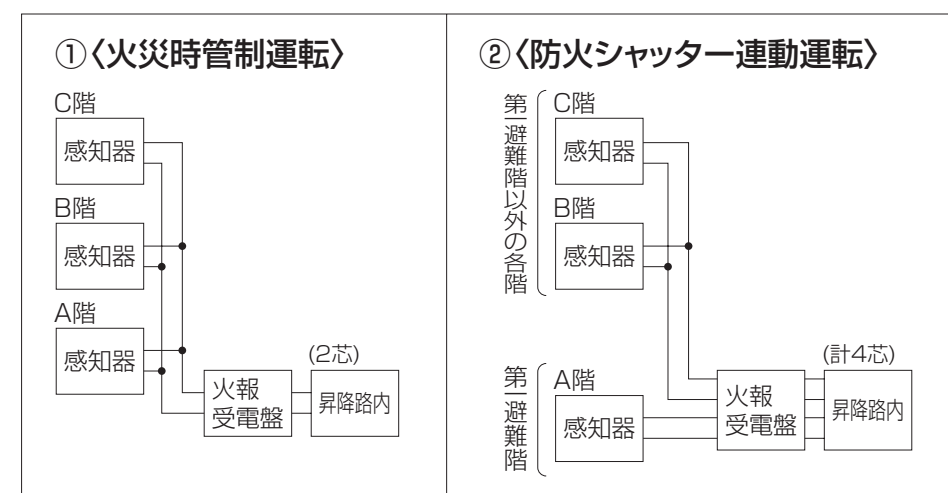 ①〈火災時管制運転〉
C階
感知器
B階
感知器
A階
感知器
(2芯)
火報
受電盤
昇降路内
②〈防火シャッター連動運転〉
第一避難階以外の各階
C階
感知器
B階
感知器
第一避難階
A階
感知器
(計4芯)
火報
受電盤
昇降路内